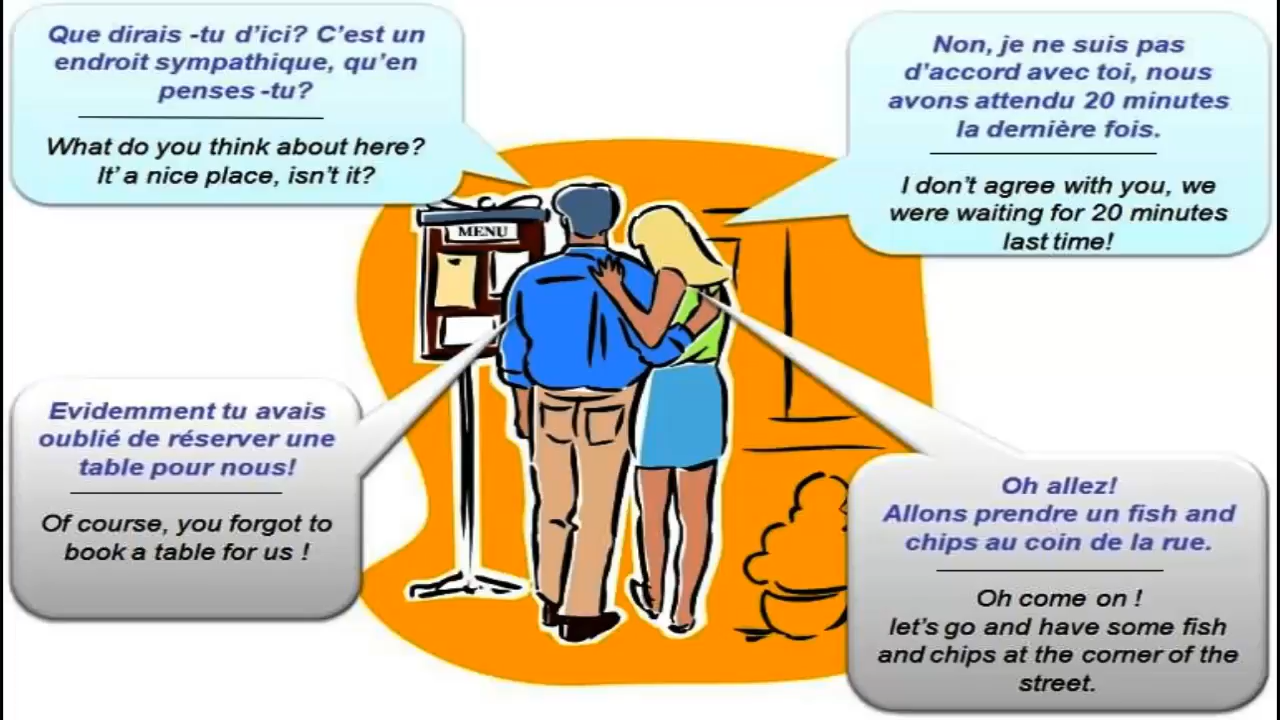 Que dirais -tu d'ici? C'est un
endroit sympathique, qu'en
penses -tu?
What do you think about here?
It' a nice place, isn't it?
Non, je ne suis pas
d'accord avec toi, nous
avons attendu 20 minutes
la dernière fois.
I don't agree with you, we
were waiting for 20 minutes
last time!
MENU
Evidemment tu avais
oublié de réserver une
table pour nous!
Of course, you forgot to
book a table for us !
Oh allez!
Allons prendre un fish and
chips au coin de la rue.
Oh come on !
let's go and have some fish
and chips at the corner of the
street.